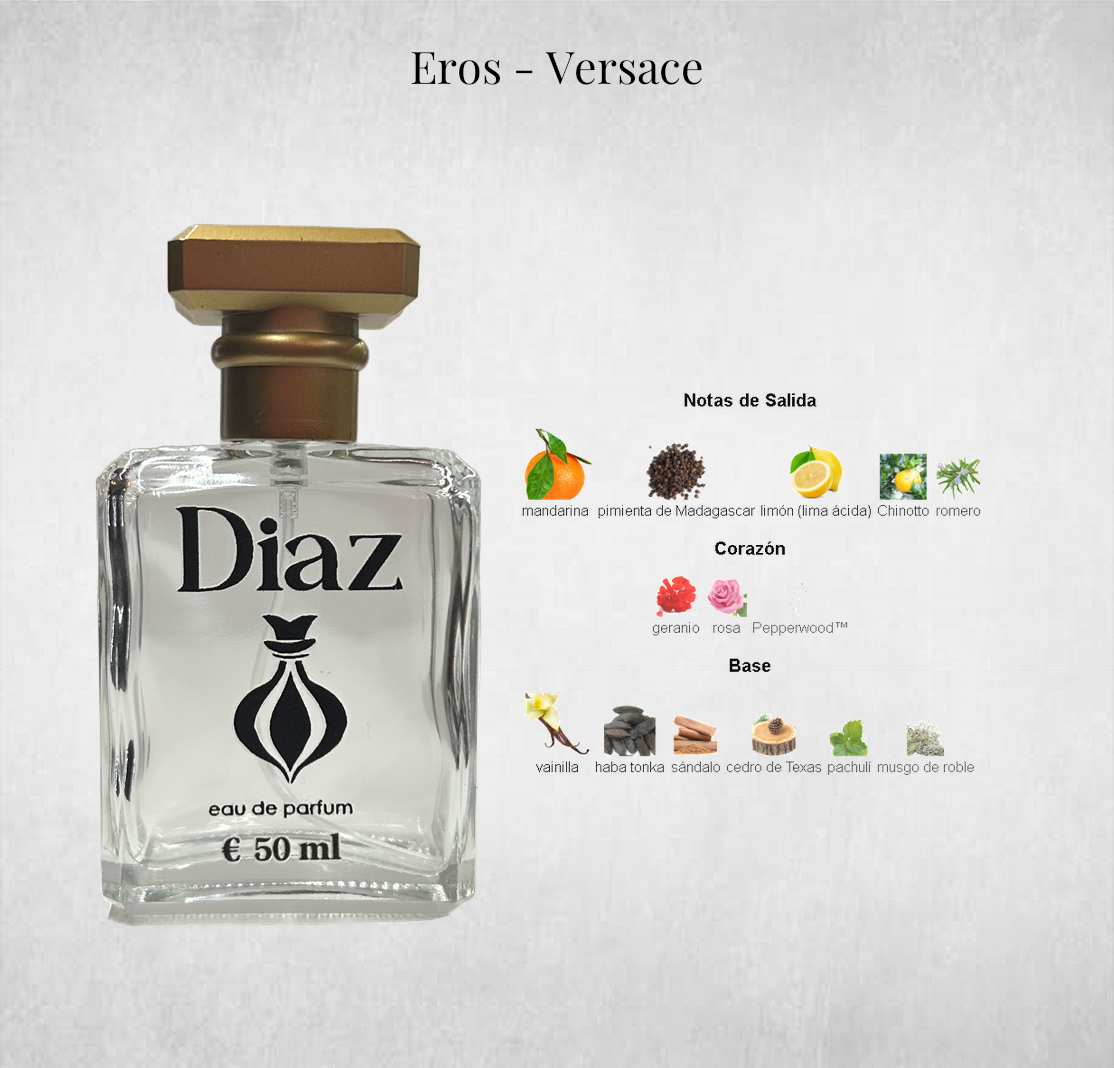 Eros - Versace
Diaz
eau de parfum
€ 50 ml
Notas de Salida
mandarina pimienta de Madagascar limón (lima ácida) Chinotto romero
Corazón
geranio rosa Pepperwood™
Base
vainilla haba tonka sándalo cedro de Texas pachulí musgo de roble